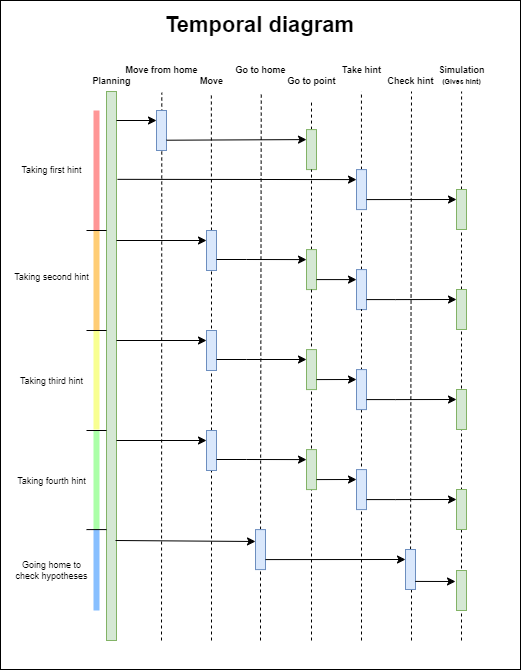 Temporal diagram
Move from home
Go to home
Take hint
Simulation
Planning
Move
Go to point
Check hint
(Gives hint)
Taking first hint
Taking second hint
Taking third hint
Taking fourth hint
Going home to
check hypotheses